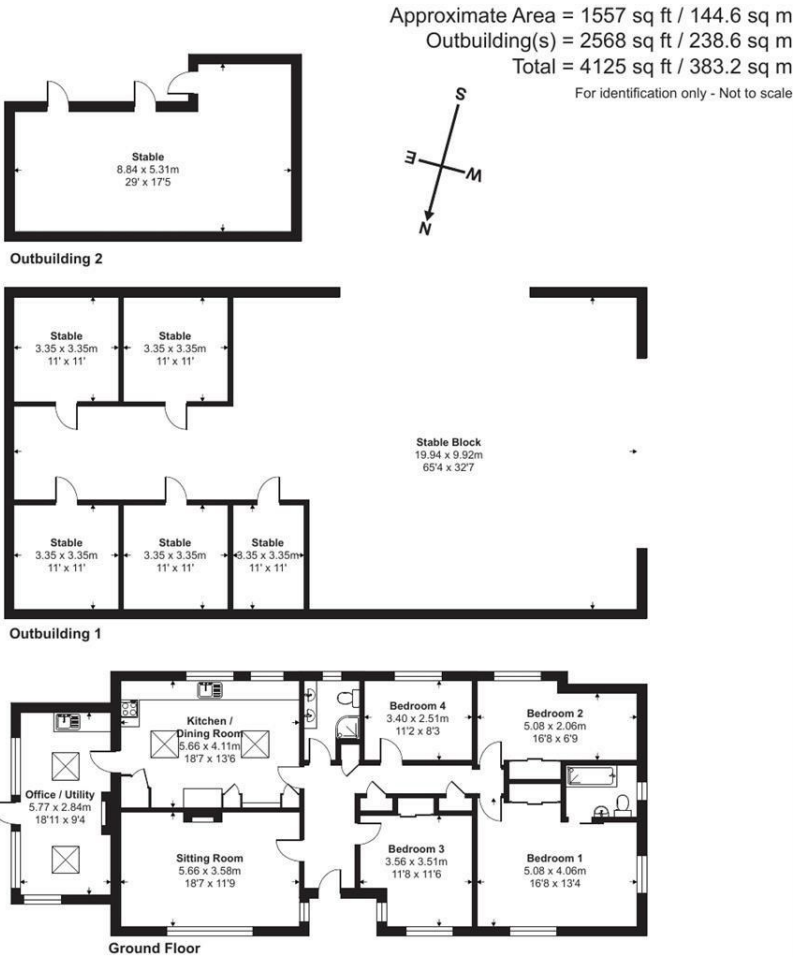 Approximate Area = 1557 sq ft / 144.6 sq m
Outbuilding(s) = 2568 sq ft / 238.6 sq m
Total = 4125 sq ft / 383.2 sq m
For identification only - Not to scale
S
E
W
N
Stable
8.84 x 5.31m
29' x 17'5
Outbuilding 2
Stable
3.35 x 3.35m
11' x 11'
Stable
3.35 x 3.35m
11' x 11'
Stable Block
19.94 x 9.92m
65'4 x 32'7
Stable
3.35 x 3.35m
11' x 11'
Stable
3.35 x 3.35m
11' x 11'
Stable
3.35 x 3.35m
11' x 11'
Outbuilding 1
Kitchen /
Dining Room
5.66 x 4.11m
18'7 x 13'6
Bedroom 4
3.40 x 2.51m
11'2 x 8'3
Bedroom 2
5.08 x 2.06m
16'8 x 6'9
Office / Utility
5.77 x 2.84m
18'11 x 9'4
Sitting Room
5.66 x 3.58m
18'7 x 11'9
Bedroom 3
3.56 x 3.51m
11'8 x 11'6
Bedroom 1
5.08 x 4.06m
16'8 x 13'4
Ground Floor